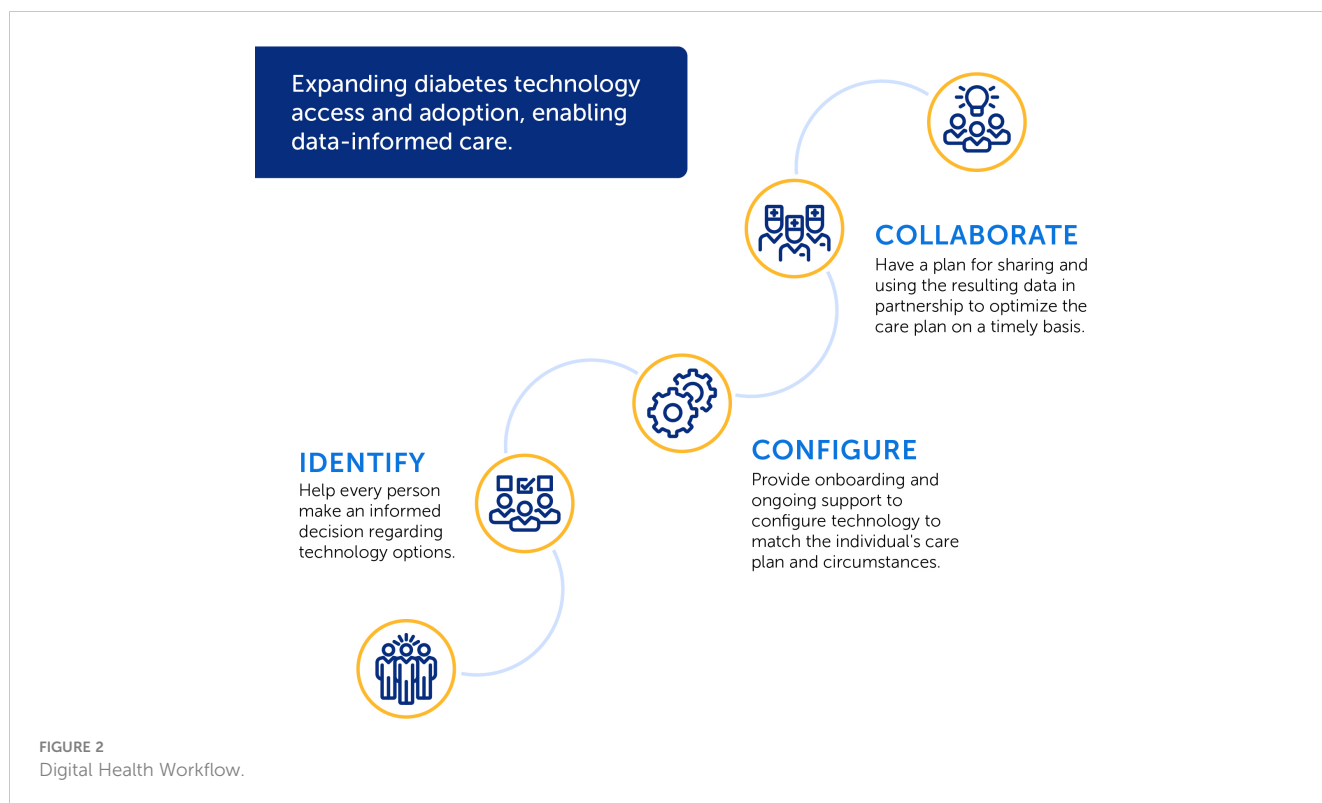 Expanding diabetes technology
access and adoption, enabling
data-informed care.
COLLABORATE
Have a plan for sharing and
using the resulting data in
partnership to optimize the
care plan on a timely basis.
IDENTIFY
Help every person
make an informed
decision regarding
technology options.
CONFIGURE
Provide onboarding and
ongoing support to
configure technology to
match the individual's care
plan and circumstances.
FIGURE 2
Digital Health Workflow.